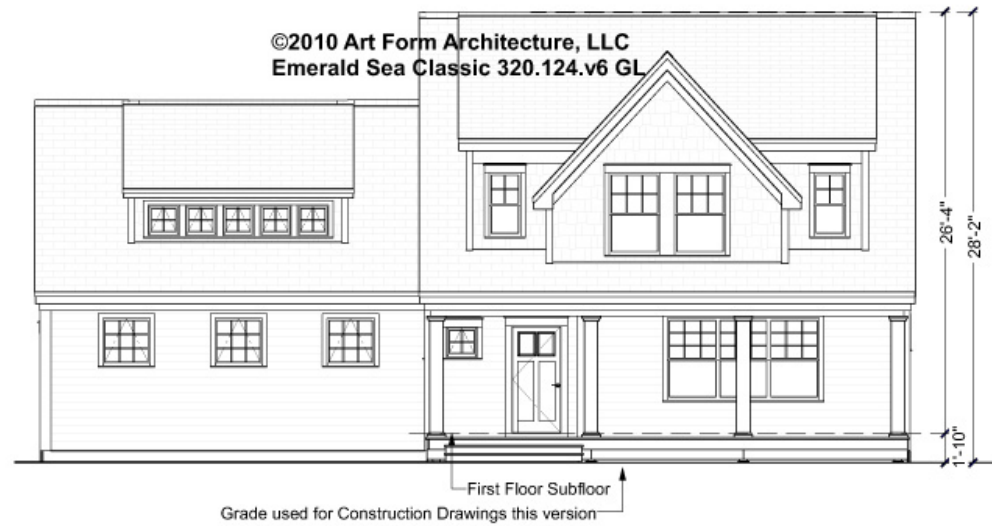 ©2010 Art Form Architecture, LLC
Emerald Sea Classic 320.124.v6 GL
26'-4"
28'-2"
1'-10"
First Floor Subfloor
Grade used for Construction Drawings this version